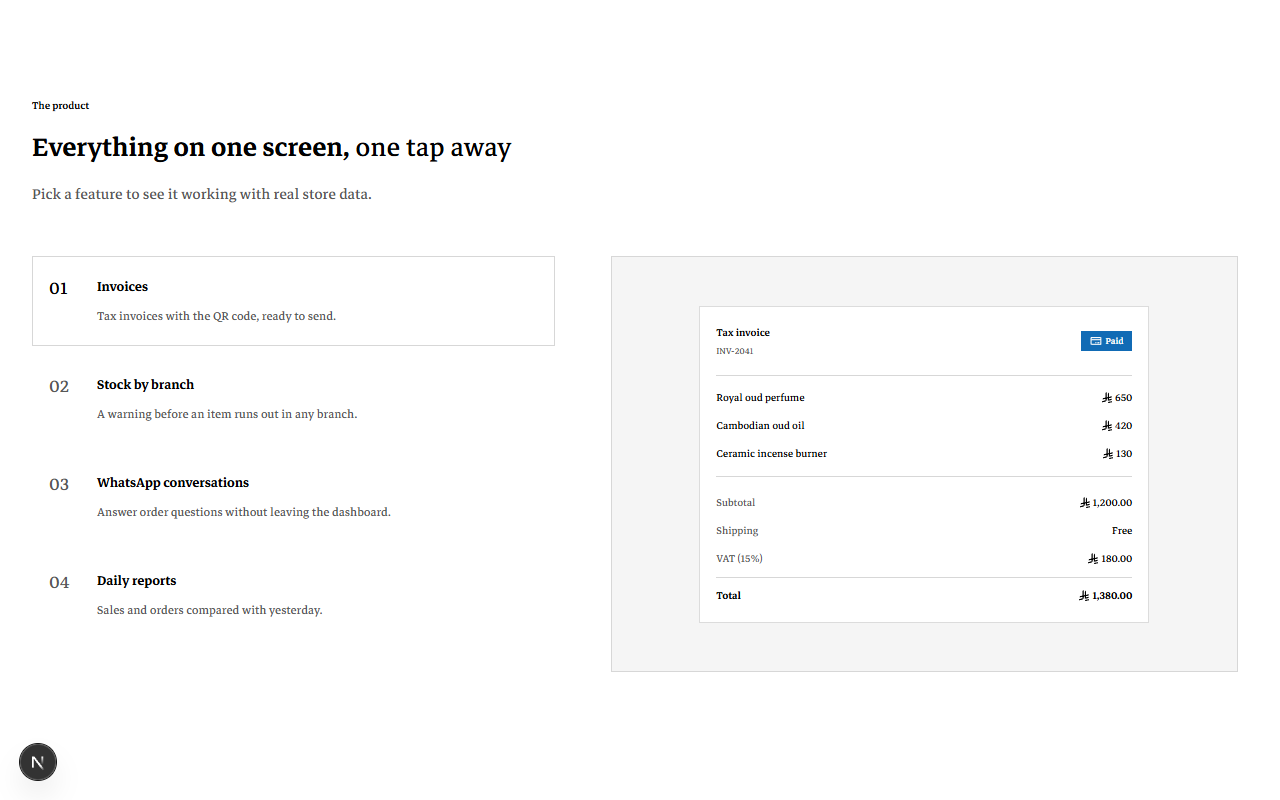 The product
Everything on one screen, one tap away
Pick a feature to see it working with real store data.
01 Invoices
Tax invoices with the QR code, ready to send.
02 Stock by branch
A warning before an item runs out in any branch.
03 WhatsApp conversations
Answer order questions without leaving the dashboard.
04 Daily reports
Sales and orders compared with yesterday.
Tax invoice
INV-2041
Paid
Royal oud perfume ⃁ 650
Cambodian oud oil ⃁ 420
Ceramic incense burner ⃁ 130
Subtotal ⃁ 1,200.00
Shipping Free
VAT (15%) ⃁ 180.00
Total ⃁ 1,380.00
N